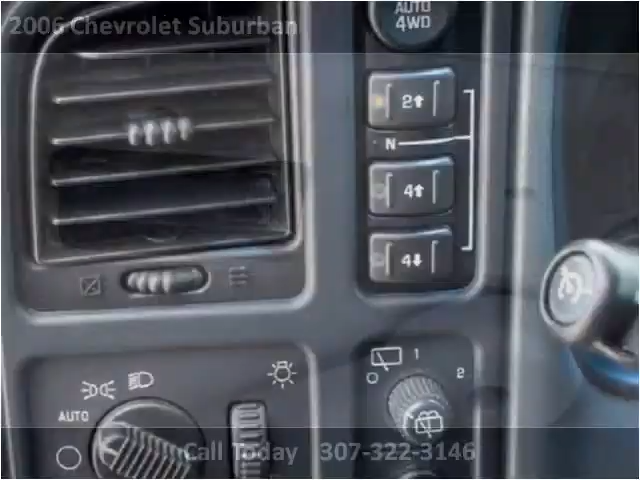 2006 Chevrolet Suburban
AUTO
4WD
2
N
4
4
1
2
AUTO
Call Today 307-322-3146